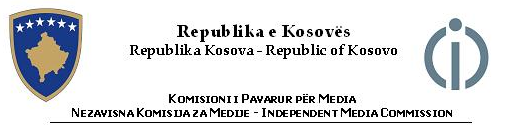 Republika e Kosovës
Republika Kosova - Republic of Kosovo
KOMISIONI I PAVARUR PËR MEDIA
NEZAVISNA KOMISIJA ZA MEDIJE - INDEPENDENT MEDIA COMMISSION